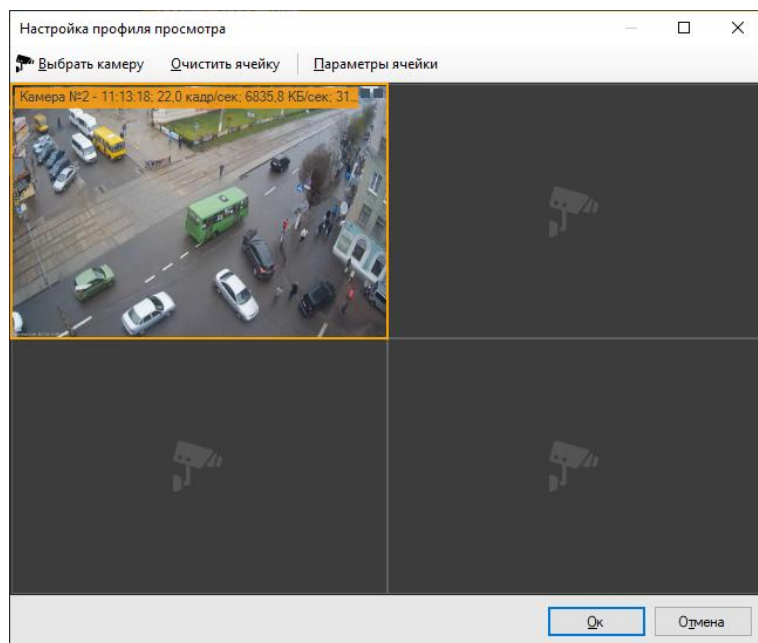 Настройка профиля просмотра
Выбрать камеру Очистить ячейку Параметры ячейки
Камера №2 - 11:13:18; 22,0 кадр/сек; 6835,8 КБ/сек; 31...
Ок Отмена